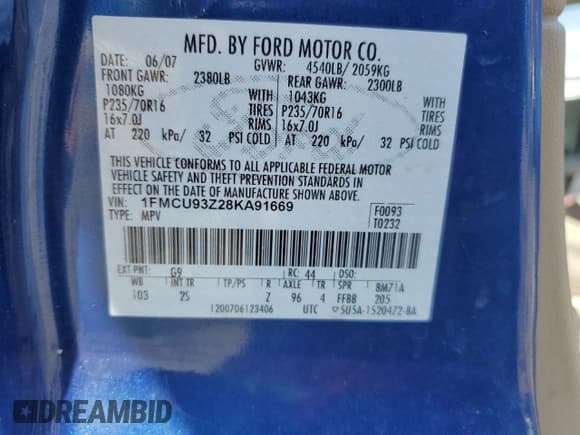 MFD. BY FORD MOTOR CO.
DATE: 06/07 GVWR: 4540LB/ 2059KG
FRONT GAWR: 2380LB REAR GAWR: 2300LB
1080KG WITH 1043KG WITH
P235/70R16 TIRES P235/70R16 TIRES
16x7.0J RIMS 16x7.0J RIMS
AT 220 kPa/ 32 PSI COLD AT 220 kPa/ 32 PSI COLD
THIS VEHICLE CONFORMS TO ALL APPLICABLE FEDERAL MOTOR
VEHICLE SAFETY AND THEFT PREVENTION STANDARDS IN
EFFECT ON THE DATE OF MANUFACTURE SHOWN ABOVE.
VIN: 1FMCU93Z28KA91669 F0093
TYPE: MPV T0232
EXT PNT: G9 RC: 44 DSO:
WB INT TR TP/PS R AXLE TR SPR BM71A
103 2S Z 96 4 FFBB 205
1200706123406 UTC 5U5A-1520472-BA
DREAMBID